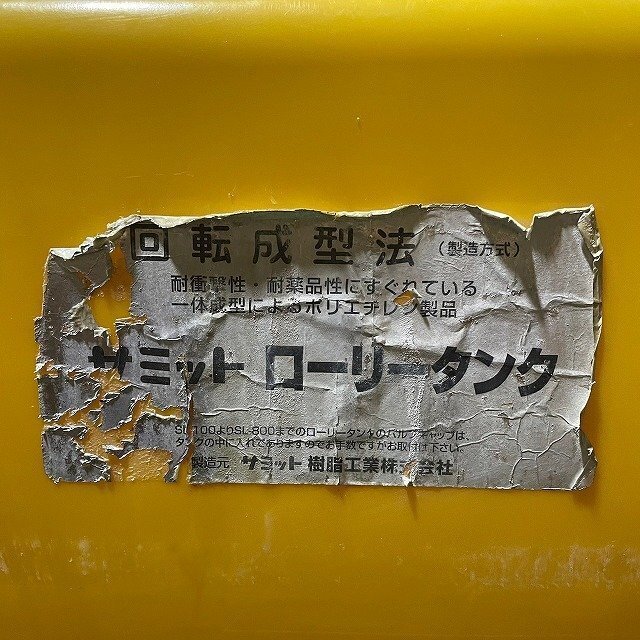 回転成型法（製造方式）
耐衝撃性・耐薬品性にすぐれている
一体成型によるポリエチレン製品
サミット ローリータンク
SL-100よりSL-800までのローリータンクのバルブキャップは、
タンクの中に入れてありますのでお手数ですがお取付け下さい。
製造元 サミット樹脂工業株式会社